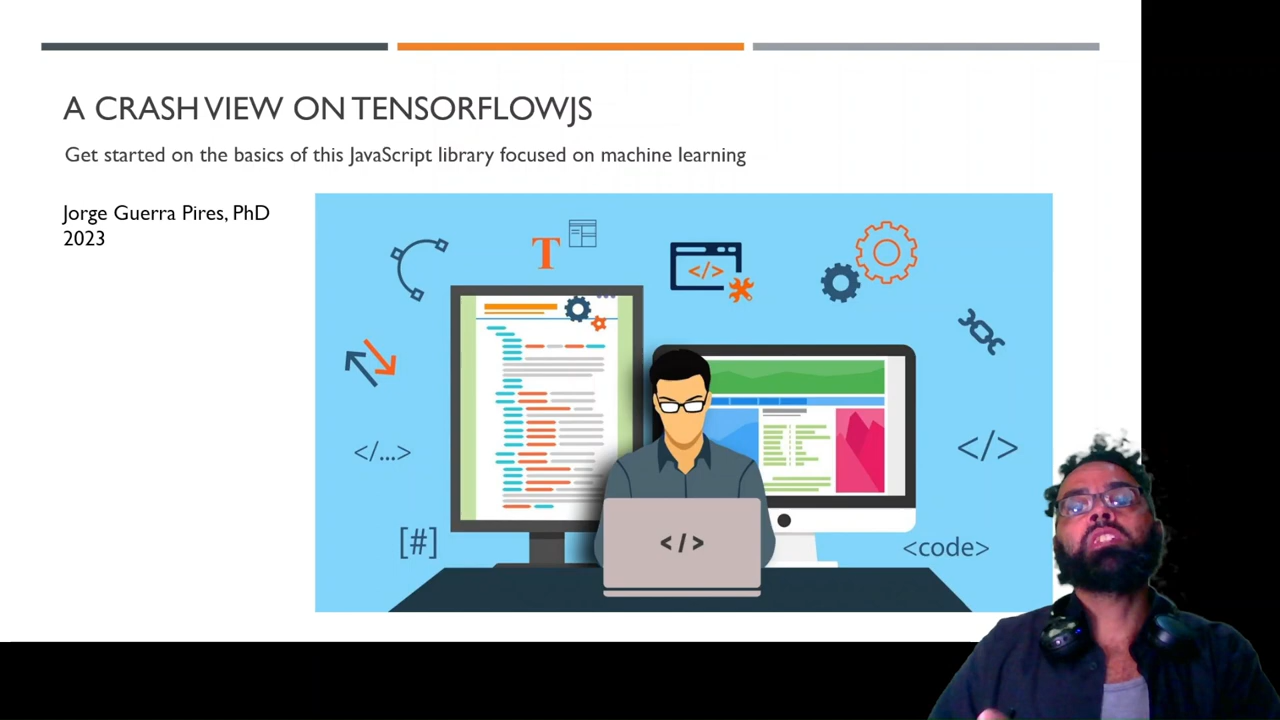 A CRASH VIEW ON TENSORFLOWJS
Get started on the basics of this JavaScript library focused on machine learning
Jorge Guerra Pires, PhD
2023
T
</>
</...>
</>
[#]
</>
<code>